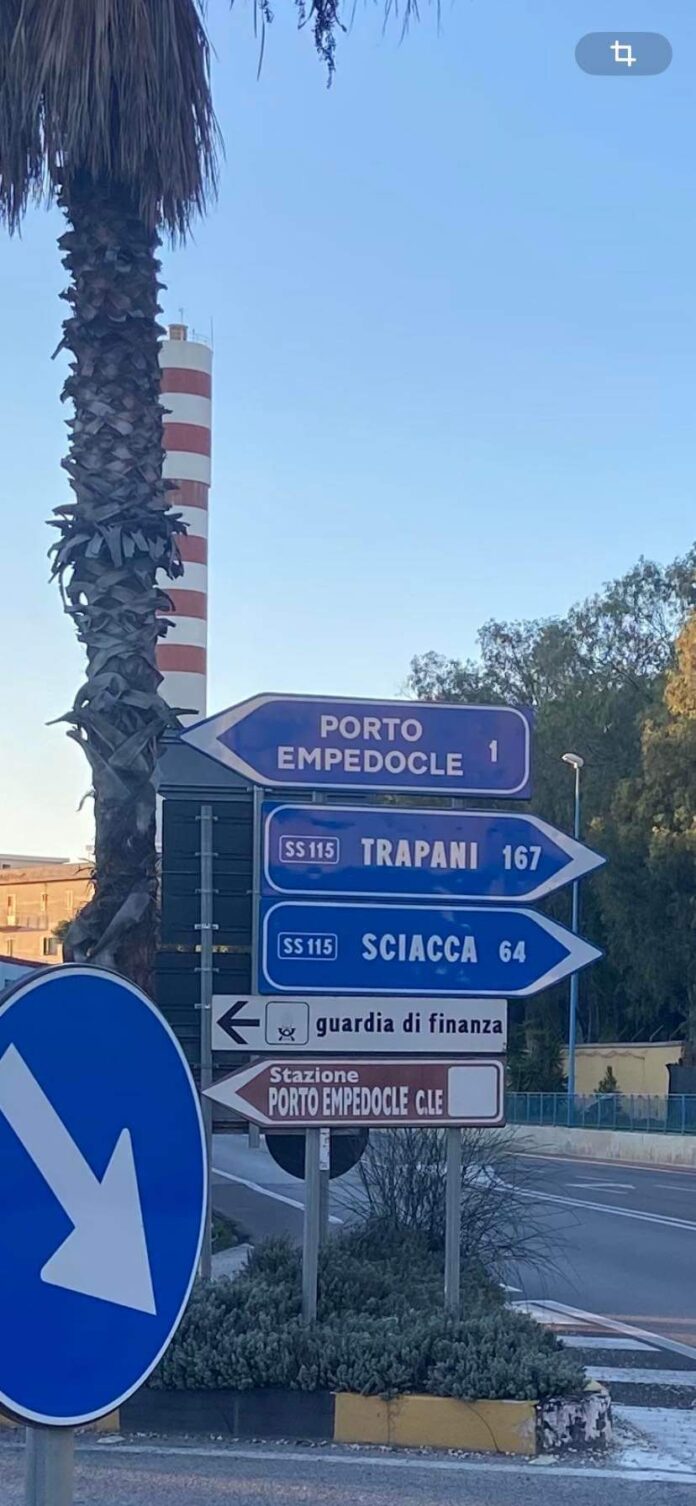 PORTO
EMPEDOCLE 1
SS 115 TRAPANI 167
SS 115 SCIACCA 64
guardia di finanza
Stazione
PORTO EMPEDOCLE C.LE